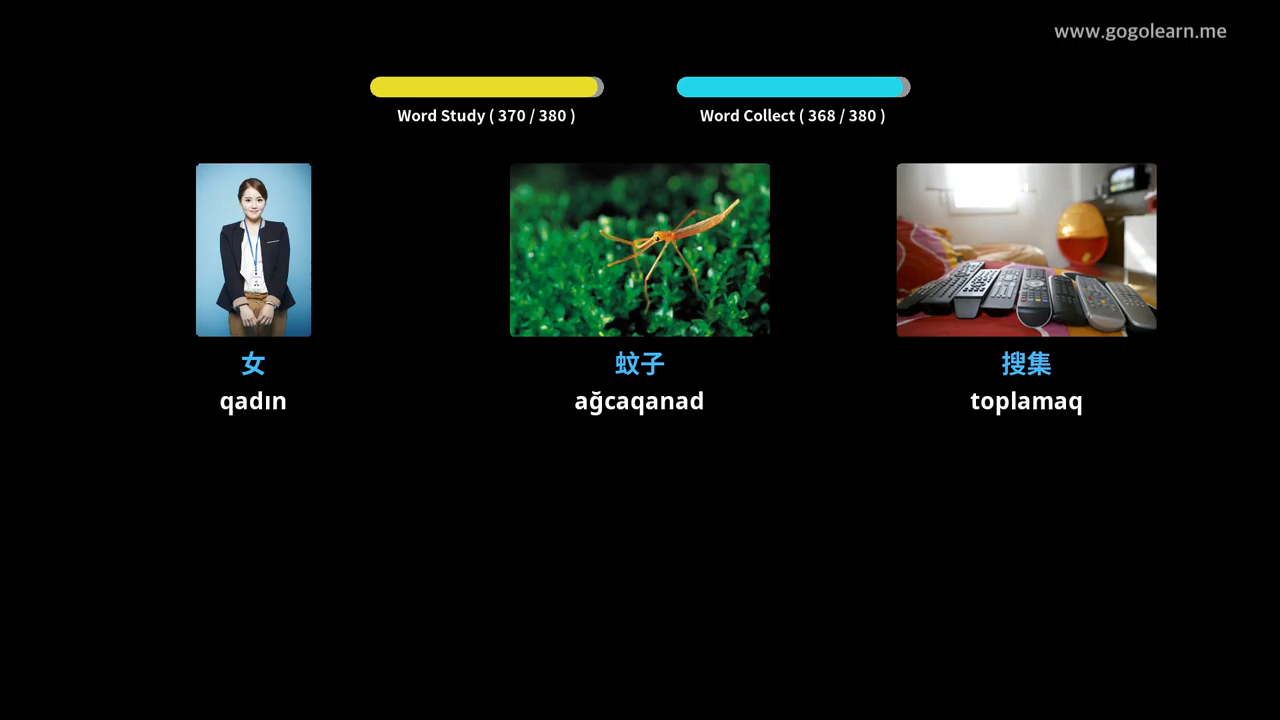 www.gogolearn.me
Word Study ( 370 / 380 )
Word Collect ( 368 / 380 )
女
蚊子
搜集
qadın
ağcaqanad
toplamaq